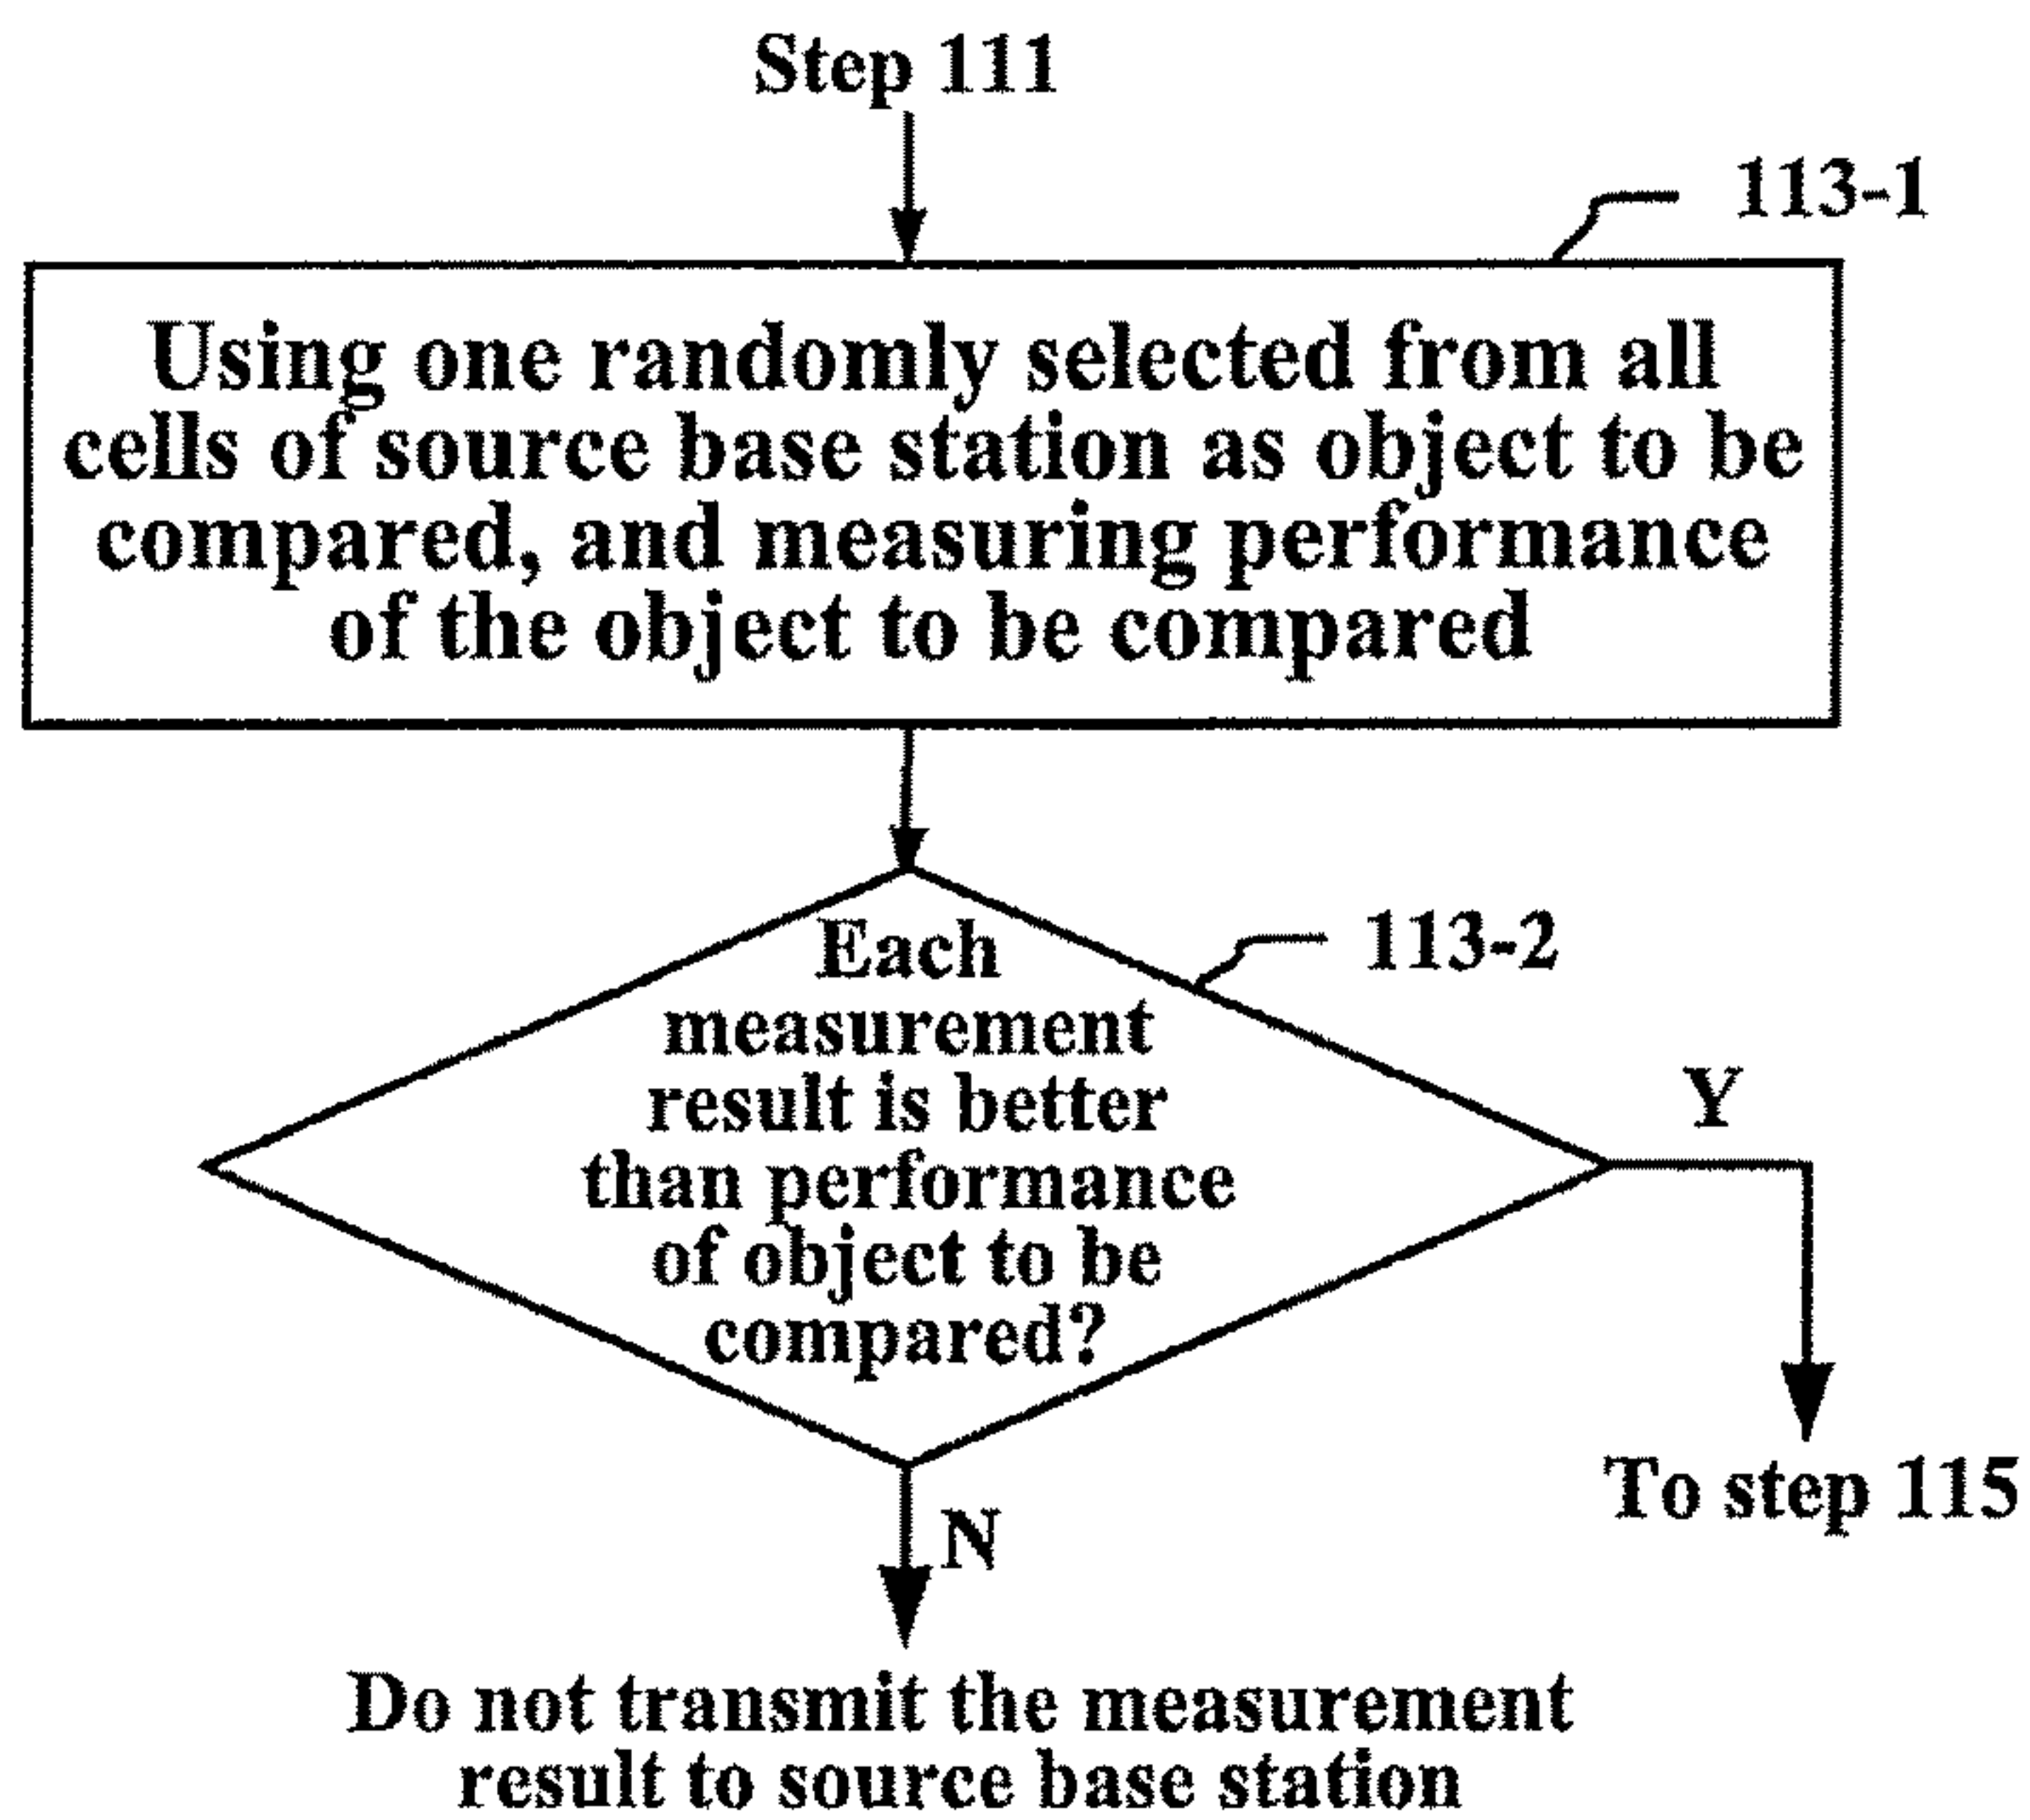 Step 111
113-1
Using one randomly selected from all
cells of source base station as object to be
compared, and measuring performance
of the object to be compared
113-2
Each
measurement
result is better
than performance
of object to be
compared?
Y
To step 115
N
Do not transmit the measurement
result to source base station